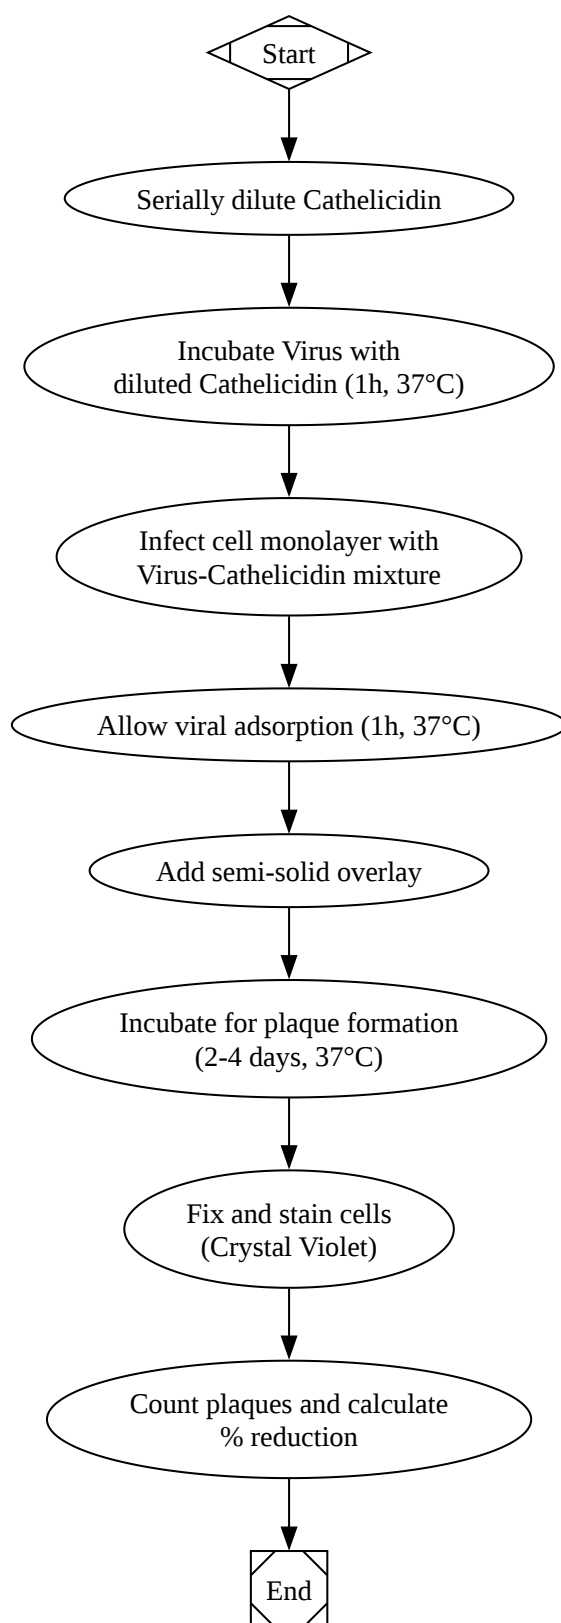 Start
Serially dilute Cathelicidin
Incubate Virus with
diluted Cathelicidin (1h, 37°C)
Infect cell monolayer with
Virus-Cathelicidin mixture
Allow viral adsorption (1h, 37°C)
Add semi-solid overlay
Incubate for plaque formation
(2-4 days, 37°C)
Fix and stain cells
(Crystal Violet)
Count plaques and calculate
% reduction
End